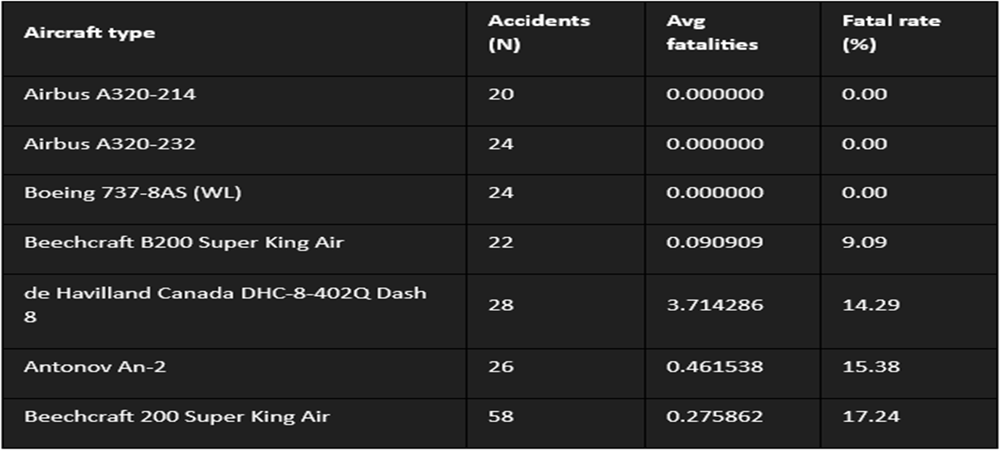 Aircraft type Accidents (N) Avg fatalities Fatal rate (%)
Airbus A320-214 20 0.000000 0.00
Airbus A320-232 24 0.000000 0.00
Boeing 737-8AS (WL) 24 0.000000 0.00
Beechcraft B200 Super King Air 22 0.090909 9.09
de Havilland Canada DHC-8-402Q Dash 8 28 3.714286 14.29
Antonov An-2 26 0.461538 15.38
Beechcraft 200 Super King Air 58 0.275862 17.24